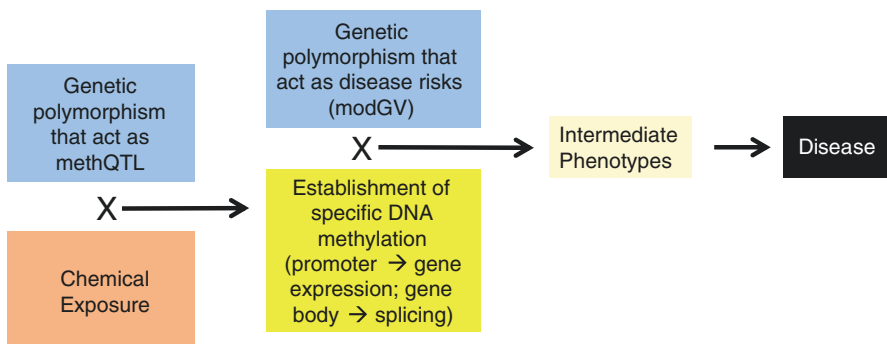 Genetic
polymorphism
that act as
methQTL
X
Chemical
Exposure
Genetic
polymorphism that
act as disease risks
(modGV)
X
Establishment of
specific DNA
methylation
(promoter → gene
expression; gene
body → splicing)
Intermediate
Phenotypes
Disease